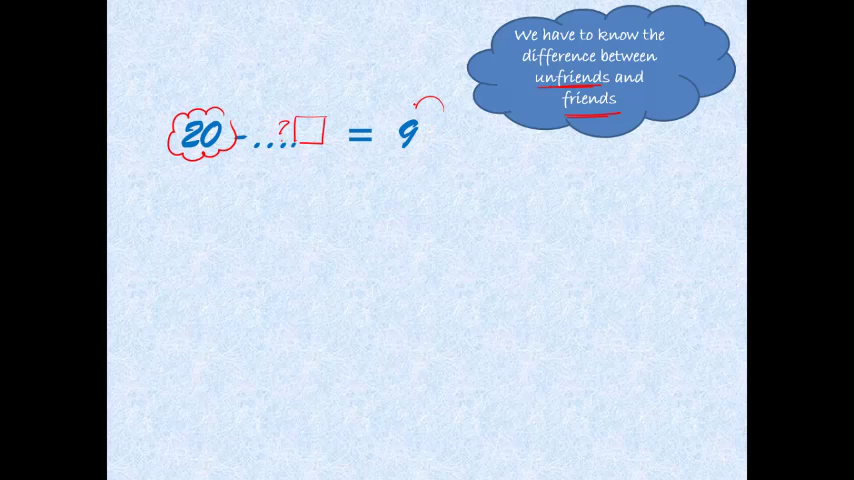 We have to know the
difference between
unfriends and
friends
20 - ....? = 9